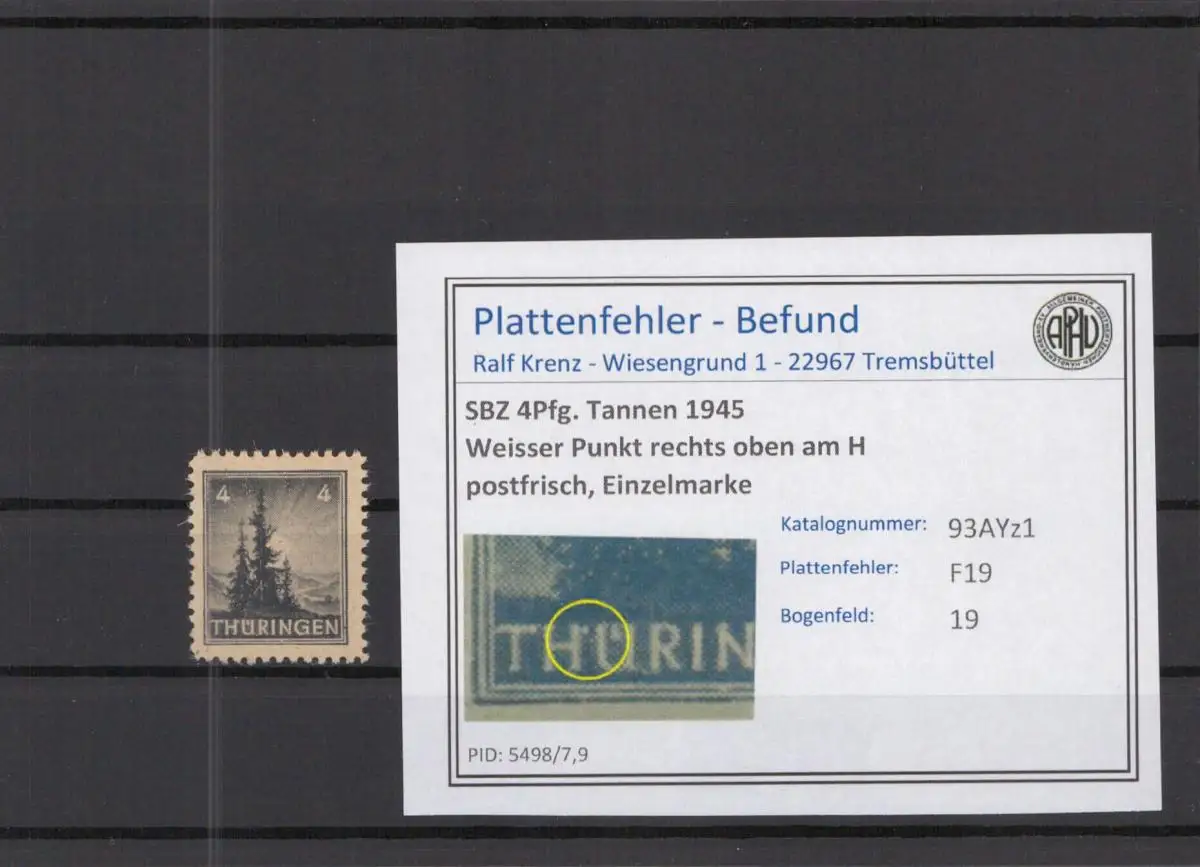 4 4
THÜRINGEN
Plattenfehler - Befund
Ralf Krenz - Wiesengrund 1 - 22967 Tremsbüttel
APHV
SBZ 4Pfg. Tannen 1945
Weisser Punkt rechts oben am H
postfrisch, Einzelmarke
THÜRIN
Katalognummer: 93AYz1
Plattenfehler: F19
Bogenfeld: 19
PID: 5498/7,9